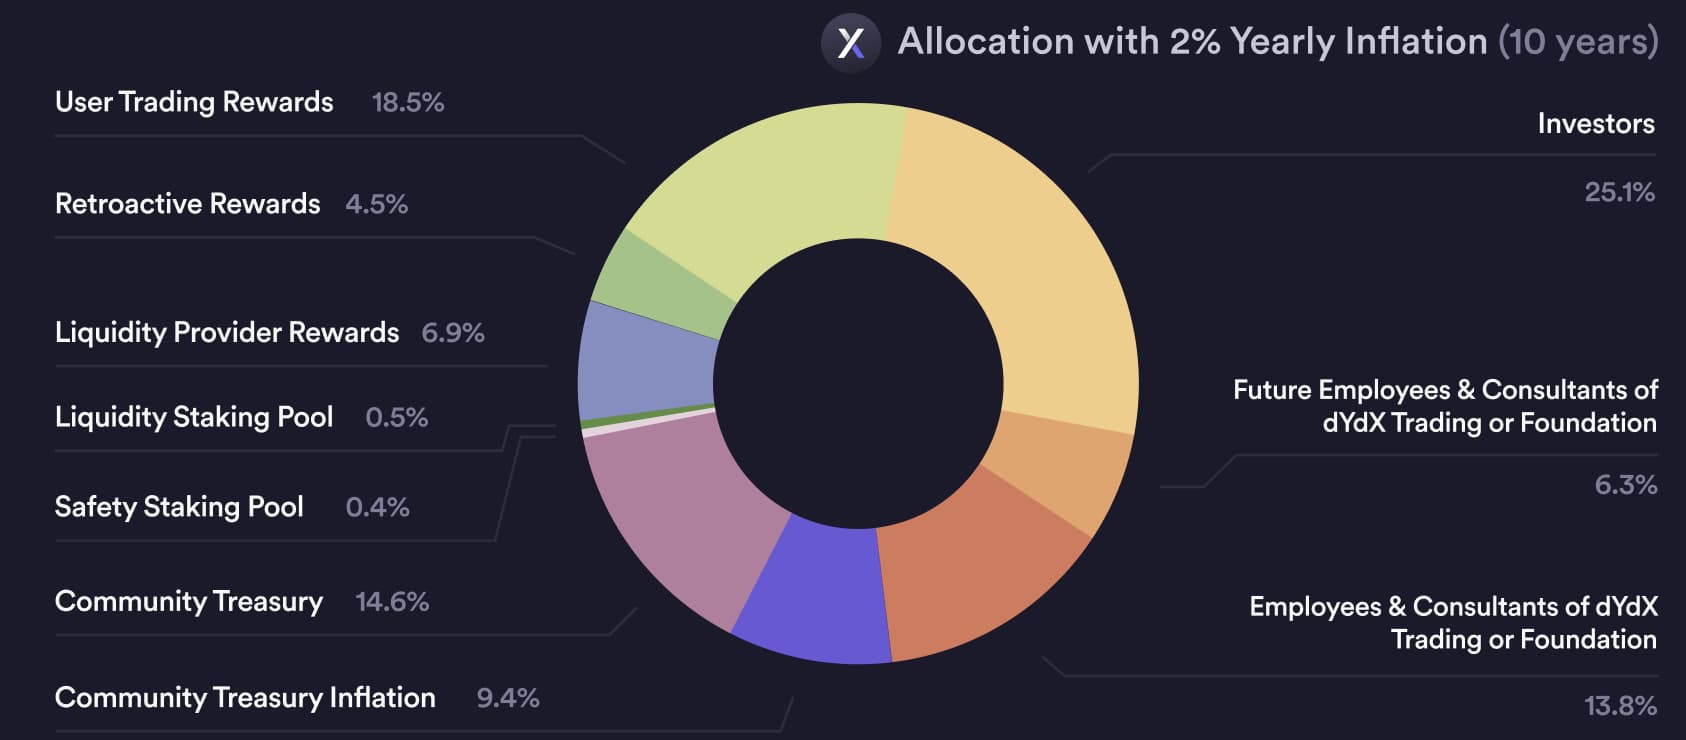 Allocation with 2% Yearly Inflation (10 years)
User Trading Rewards 18.5%
Retroactive Rewards 4.5%
Liquidity Provider Rewards 6.9%
Liquidity Staking Pool 0.5%
Safety Staking Pool 0.4%
Community Treasury 14.6%
Community Treasury Inflation 9.4%
Investors
25.1%
Future Employees & Consultants of
dYdX Trading or Foundation
6.3%
Employees & Consultants of dYdX
Trading or Foundation
13.8%